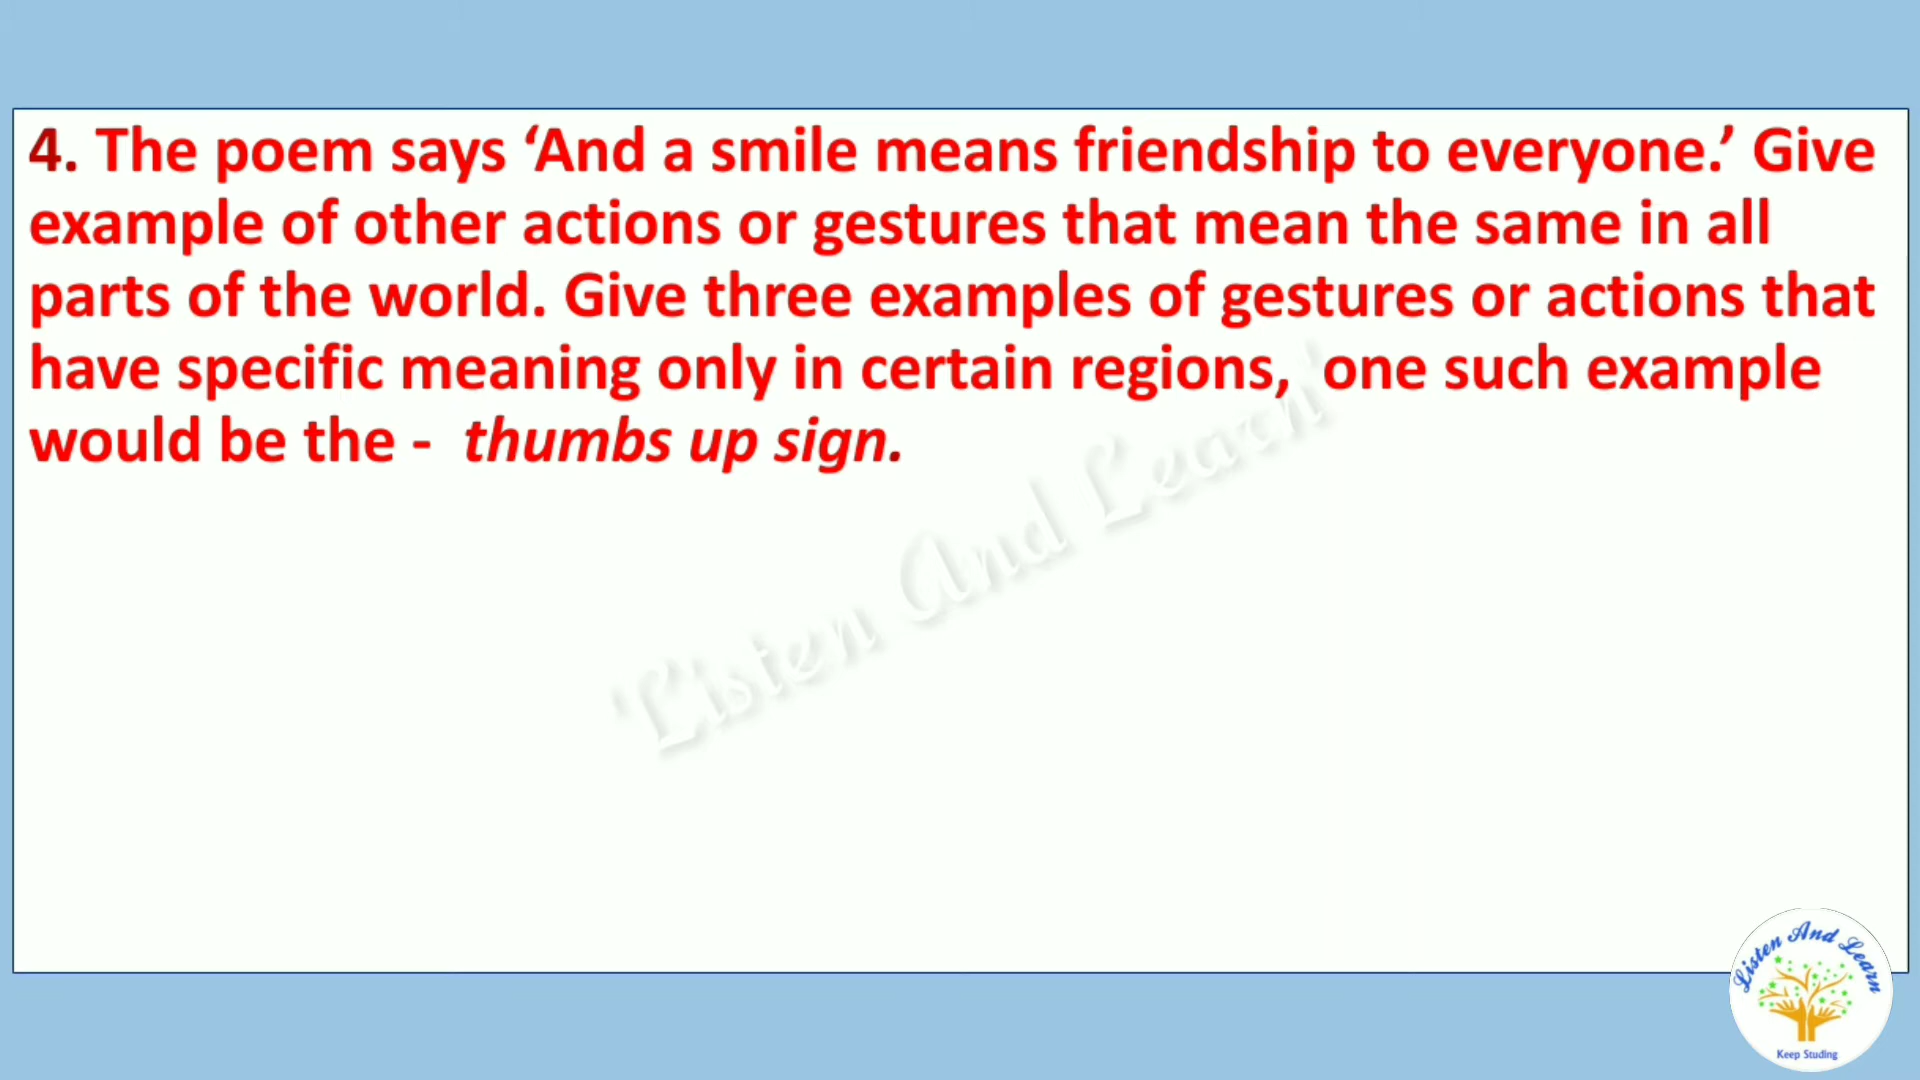 4. The poem says ‘And a smile means friendship to everyone.’ Give
example of other actions or gestures that mean the same in all
parts of the world. Give three examples of gestures or actions that
have specific meaning only in certain regions, one such example
would be the - thumbs up sign.
'Listen And Learn'
Listen And Learn
Keep Studing